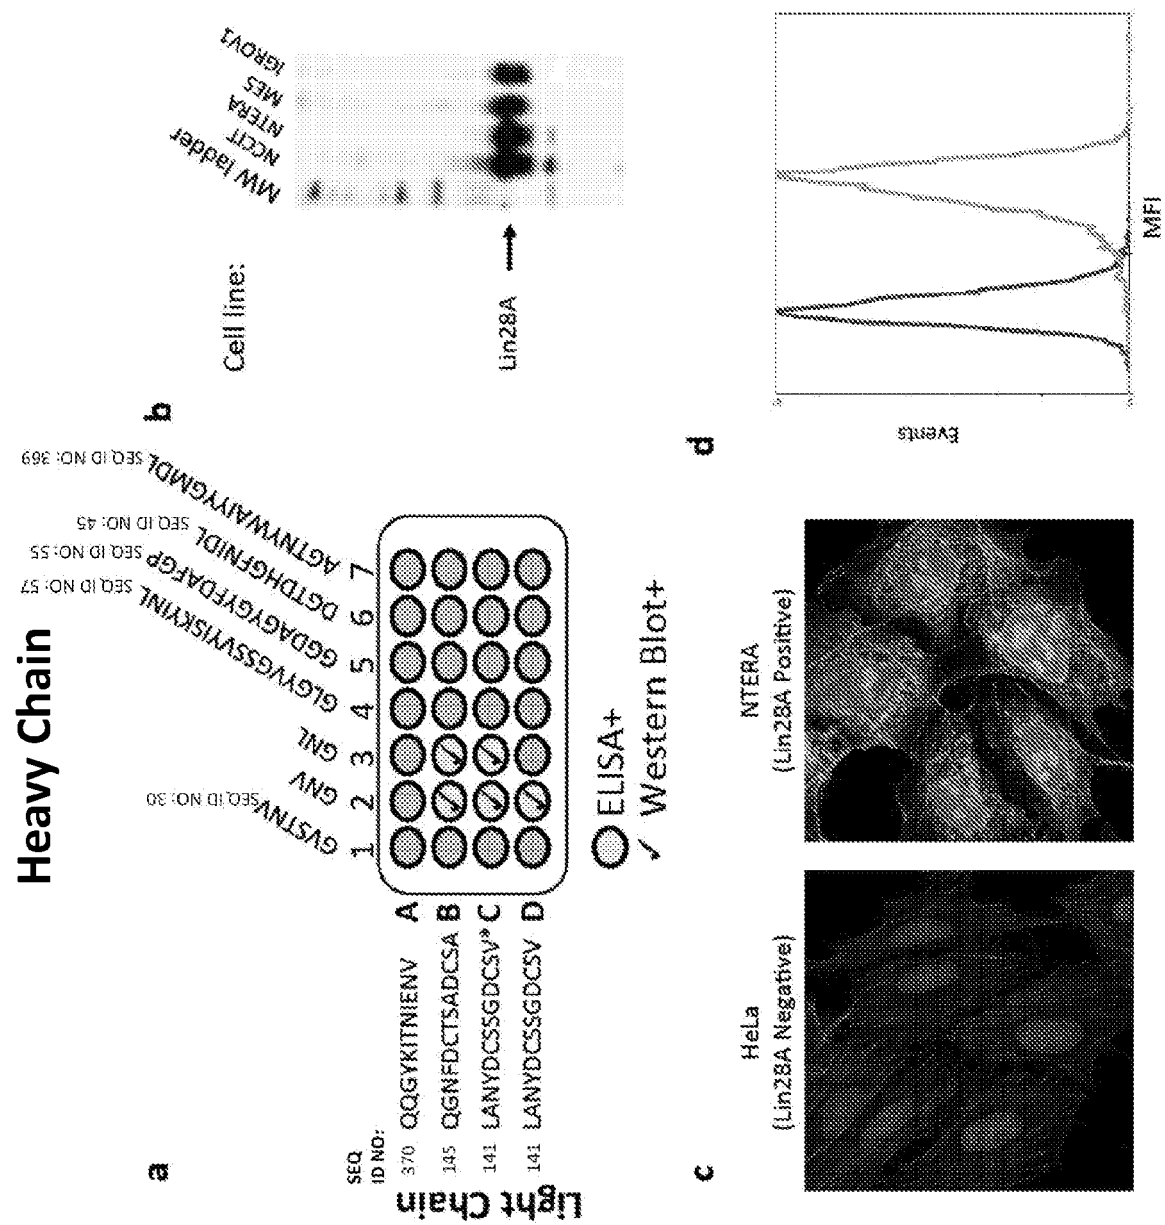 Heavy Chain
a
SEQ ID NO: 30
GVSTNV
GNV
GNL
GLGYVGSSVYISKYINL
SEQ ID NO: 57
GGDAGYGYFDAFGP
SEQ ID NO: 55
DGTDHGFNIDL
SEQ ID NO: 45
AGTNYWAIYYGMDL
SEQ ID NO: 369
1 2 3 4 5 6 7
SEQ
ID NO:
Light Chain
370 QQGYKITNIENV A
145 QGNFDCTSADCSA B
141 LANYDCSSGDCSV* C
141 LANYDCSSGDCSV D
ELISA+
✓ Western Blot+
b
Cell line:
MW ladder
NCCIT
NTERA
MES
IGROV1
Lin28A
c
HeLa
(Lin28A Negative)
NTERA
(Lin28A Positive)
d
Events
MFI